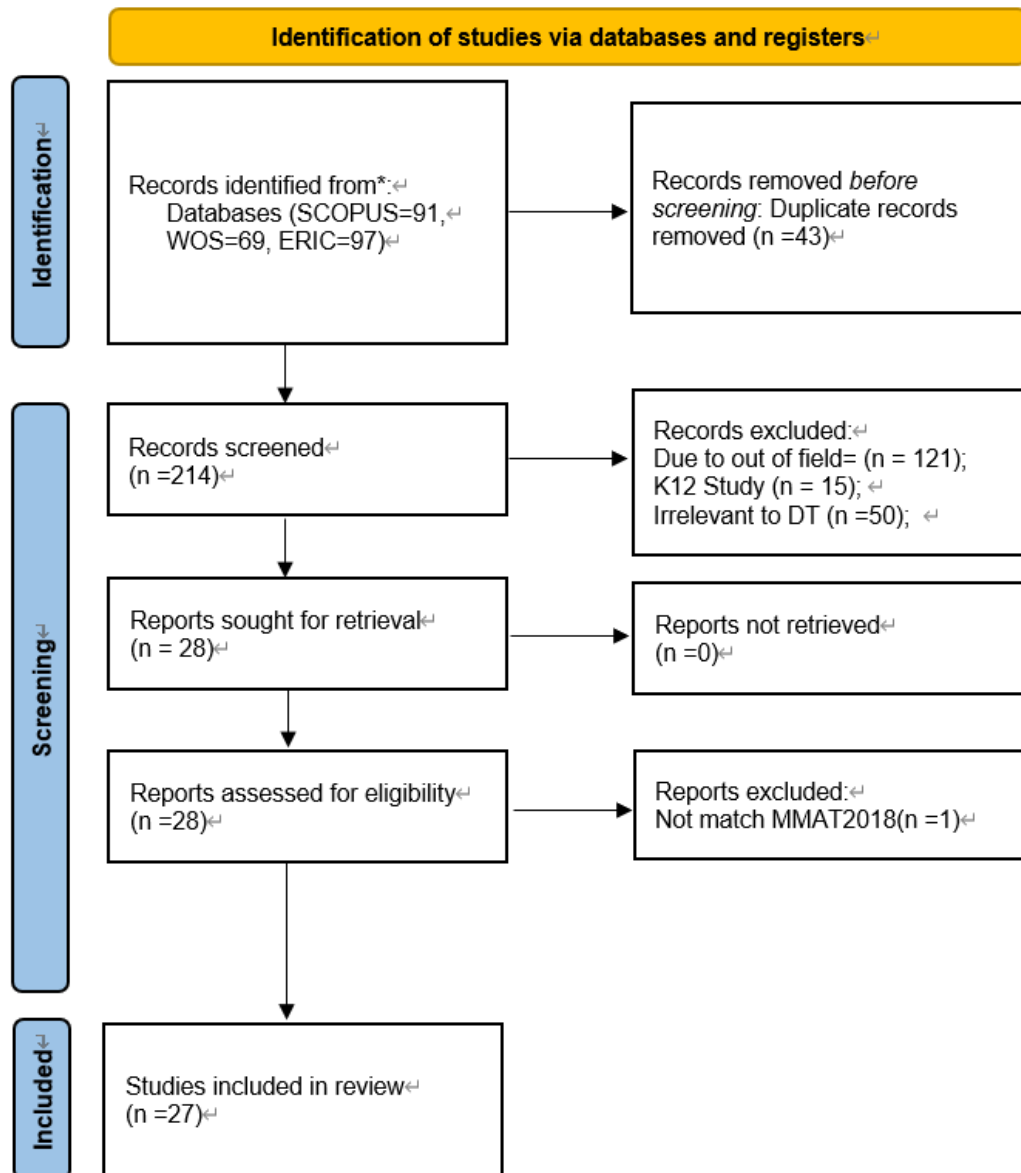 Identification of studies via databases and registers↵
Identification↵
Records identified from*:↵
Databases (SCOPUS=91,↵
WOS=69, ERIC=97)↵
Records removed before
screening: Duplicate records
removed (n =43)↵
Screening↵
Records screened↵
(n =214)↵
Records excluded:↵
Due to out of field= (n = 121);
K12 Study (n = 15); ↵
Irrelevant to DT (n =50); ↵
Reports sought for retrieval↵
(n = 28)↵
Reports not retrieved↵
(n =0)↵
Reports assessed for eligibility↵
(n =28)↵
Reports excluded:↵
Not match MMAT2018(n =1)↵
Included↵
Studies included in review↵
(n =27)↵